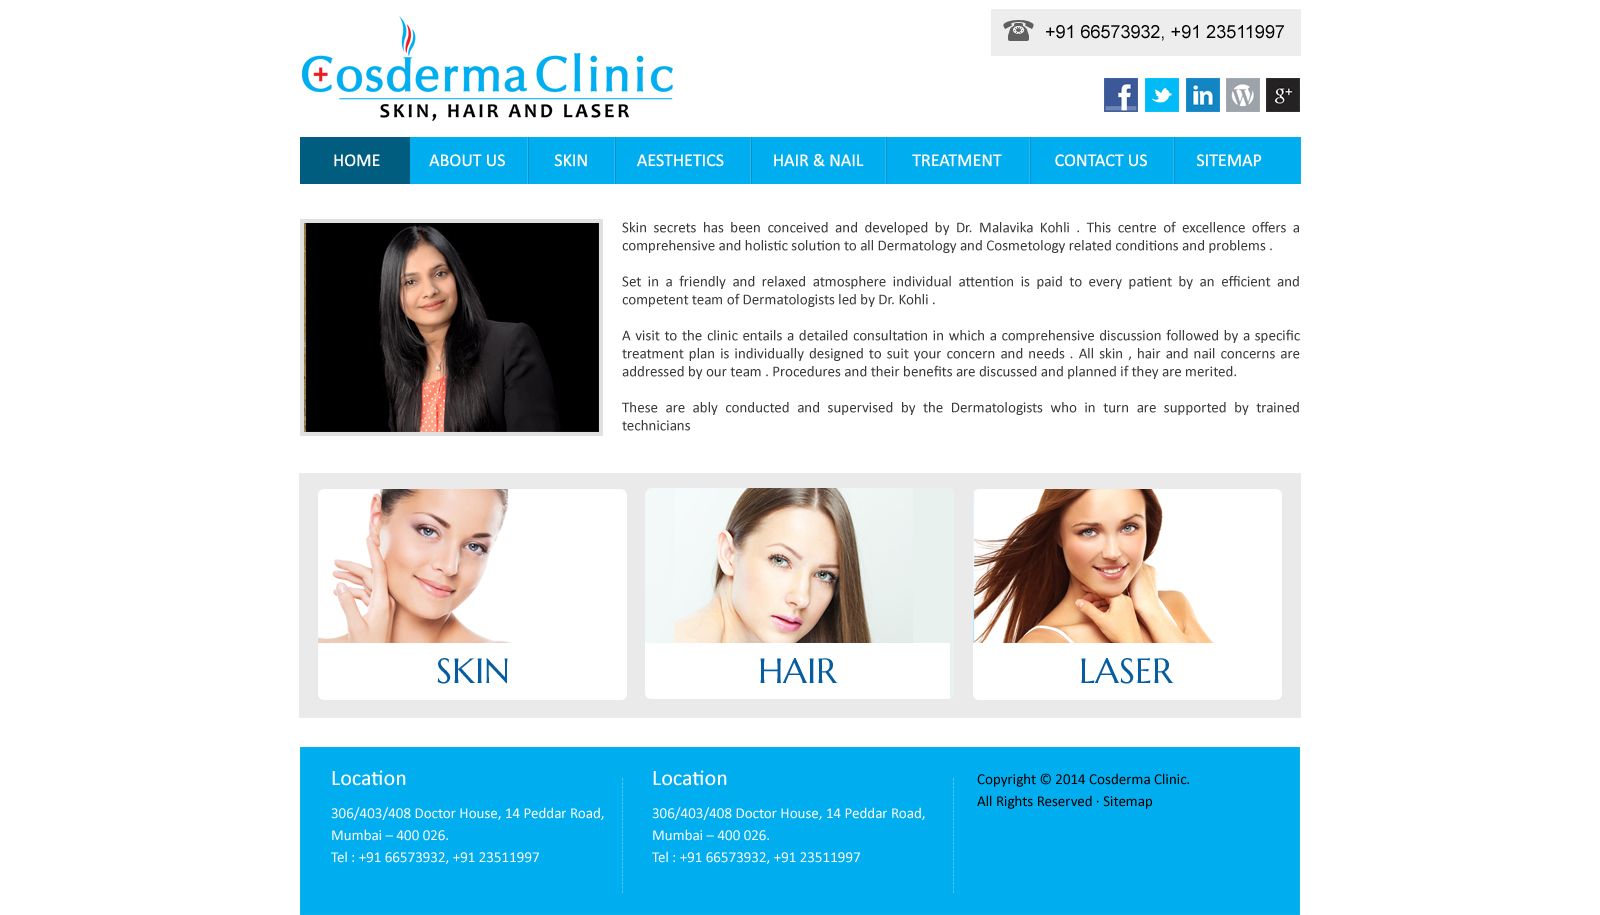 Cosderma Clinic
SKIN, HAIR AND LASER
+91 66573932, +91 23511997
f
in
W
g+
HOME ABOUT US SKIN AESTHETICS HAIR & NAIL TREATMENT CONTACT US SITEMAP
Skin secrets has been conceived and developed by Dr. Malavika Kohli . This centre of excellence offers a
comprehensive and holistic solution to all Dermatology and Cosmetology related conditions and problems .
Set in a friendly and relaxed atmosphere individual attention is paid to every patient by an efficient and
competent team of Dermatologists led by Dr. Kohli .
A visit to the clinic entails a detailed consultation in which a comprehensive discussion followed by a specific
treatment plan is individually designed to suit your concern and needs . All skin , hair and nail concerns are
addressed by our team . Procedures and their benefits are discussed and planned if they are merited.
These are ably conducted and supervised by the Dermatologists who in turn are supported by trained
technicians
SKIN
HAIR
LASER
Location
306/403/408 Doctor House, 14 Peddar Road,
Mumbai – 400 026.
Tel : +91 66573932, +91 23511997
Location
306/403/408 Doctor House, 14 Peddar Road,
Mumbai – 400 026.
Tel : +91 66573932, +91 23511997
Copyright © 2014 Cosderma Clinic.
All Rights Reserved · Sitemap